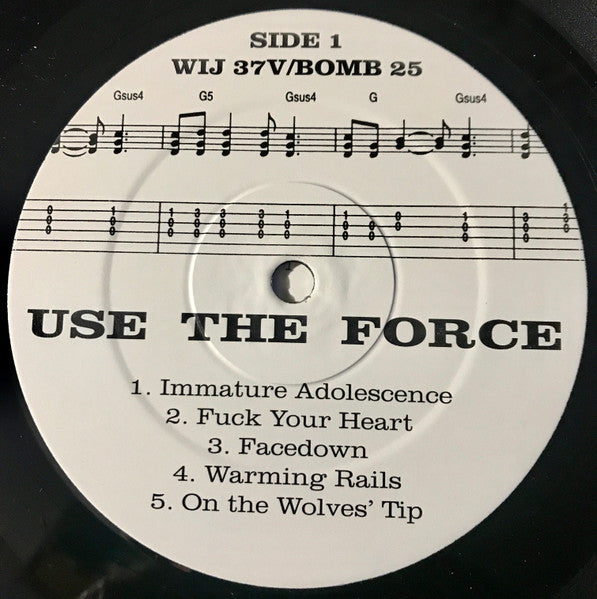 SIDE 1
WIJ 37V/BOMB 25
Gsus4 G5 Gsus4 G Gsus4
USE THE FORCE
1. Immature Adolescence
2. Fuck Your Heart
3. Facedown
4. Warming Rails
5. On the Wolves' Tip